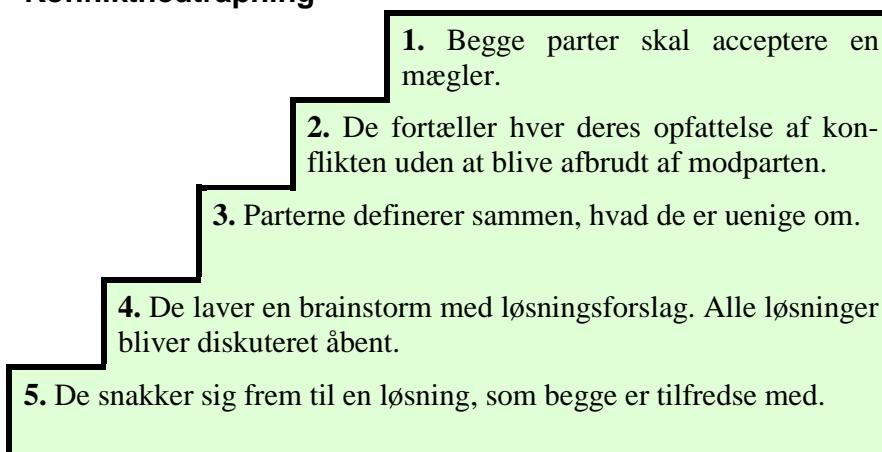 Konfliktnedtrapning
1. Begge parter skal acceptere en
mægler.
2. De fortæller hver deres opfattelse af kon-
flikten uden at blive afbrudt af modparten.
3. Parterne definerer sammen, hvad de er uenige om.
4. De laver en brainstorm med løsningsforslag. Alle løsninger
bliver diskuteret åbent.
5. De snakker sig frem til en løsning, som begge er tilfredse med.